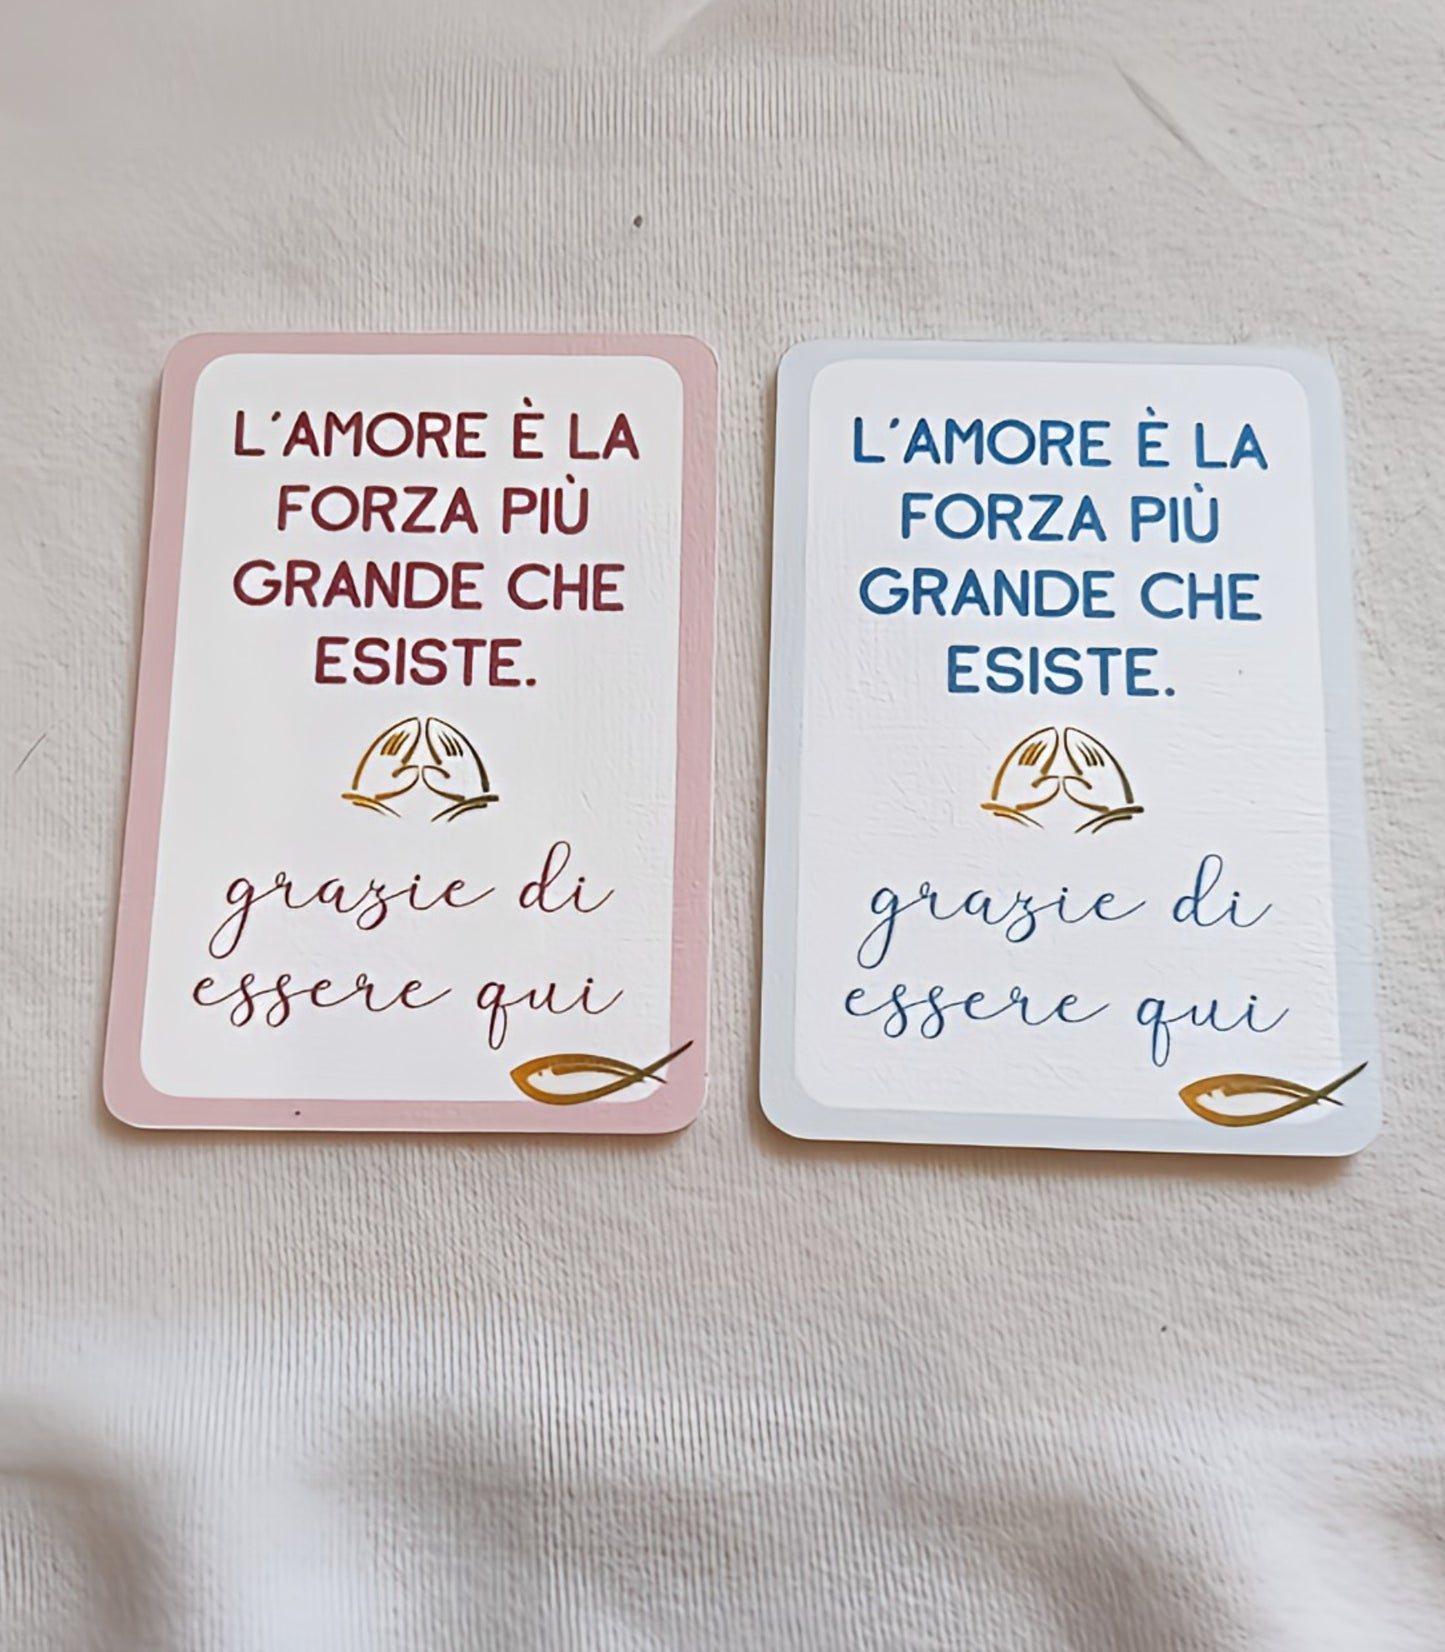 L'AMORE È LA
FORZA PIÙ
GRANDE CHE
ESISTE.
grazie di
essere qui
L'AMORE È LA
FORZA PIÙ
GRANDE CHE
ESISTE.
grazie di
essere qui